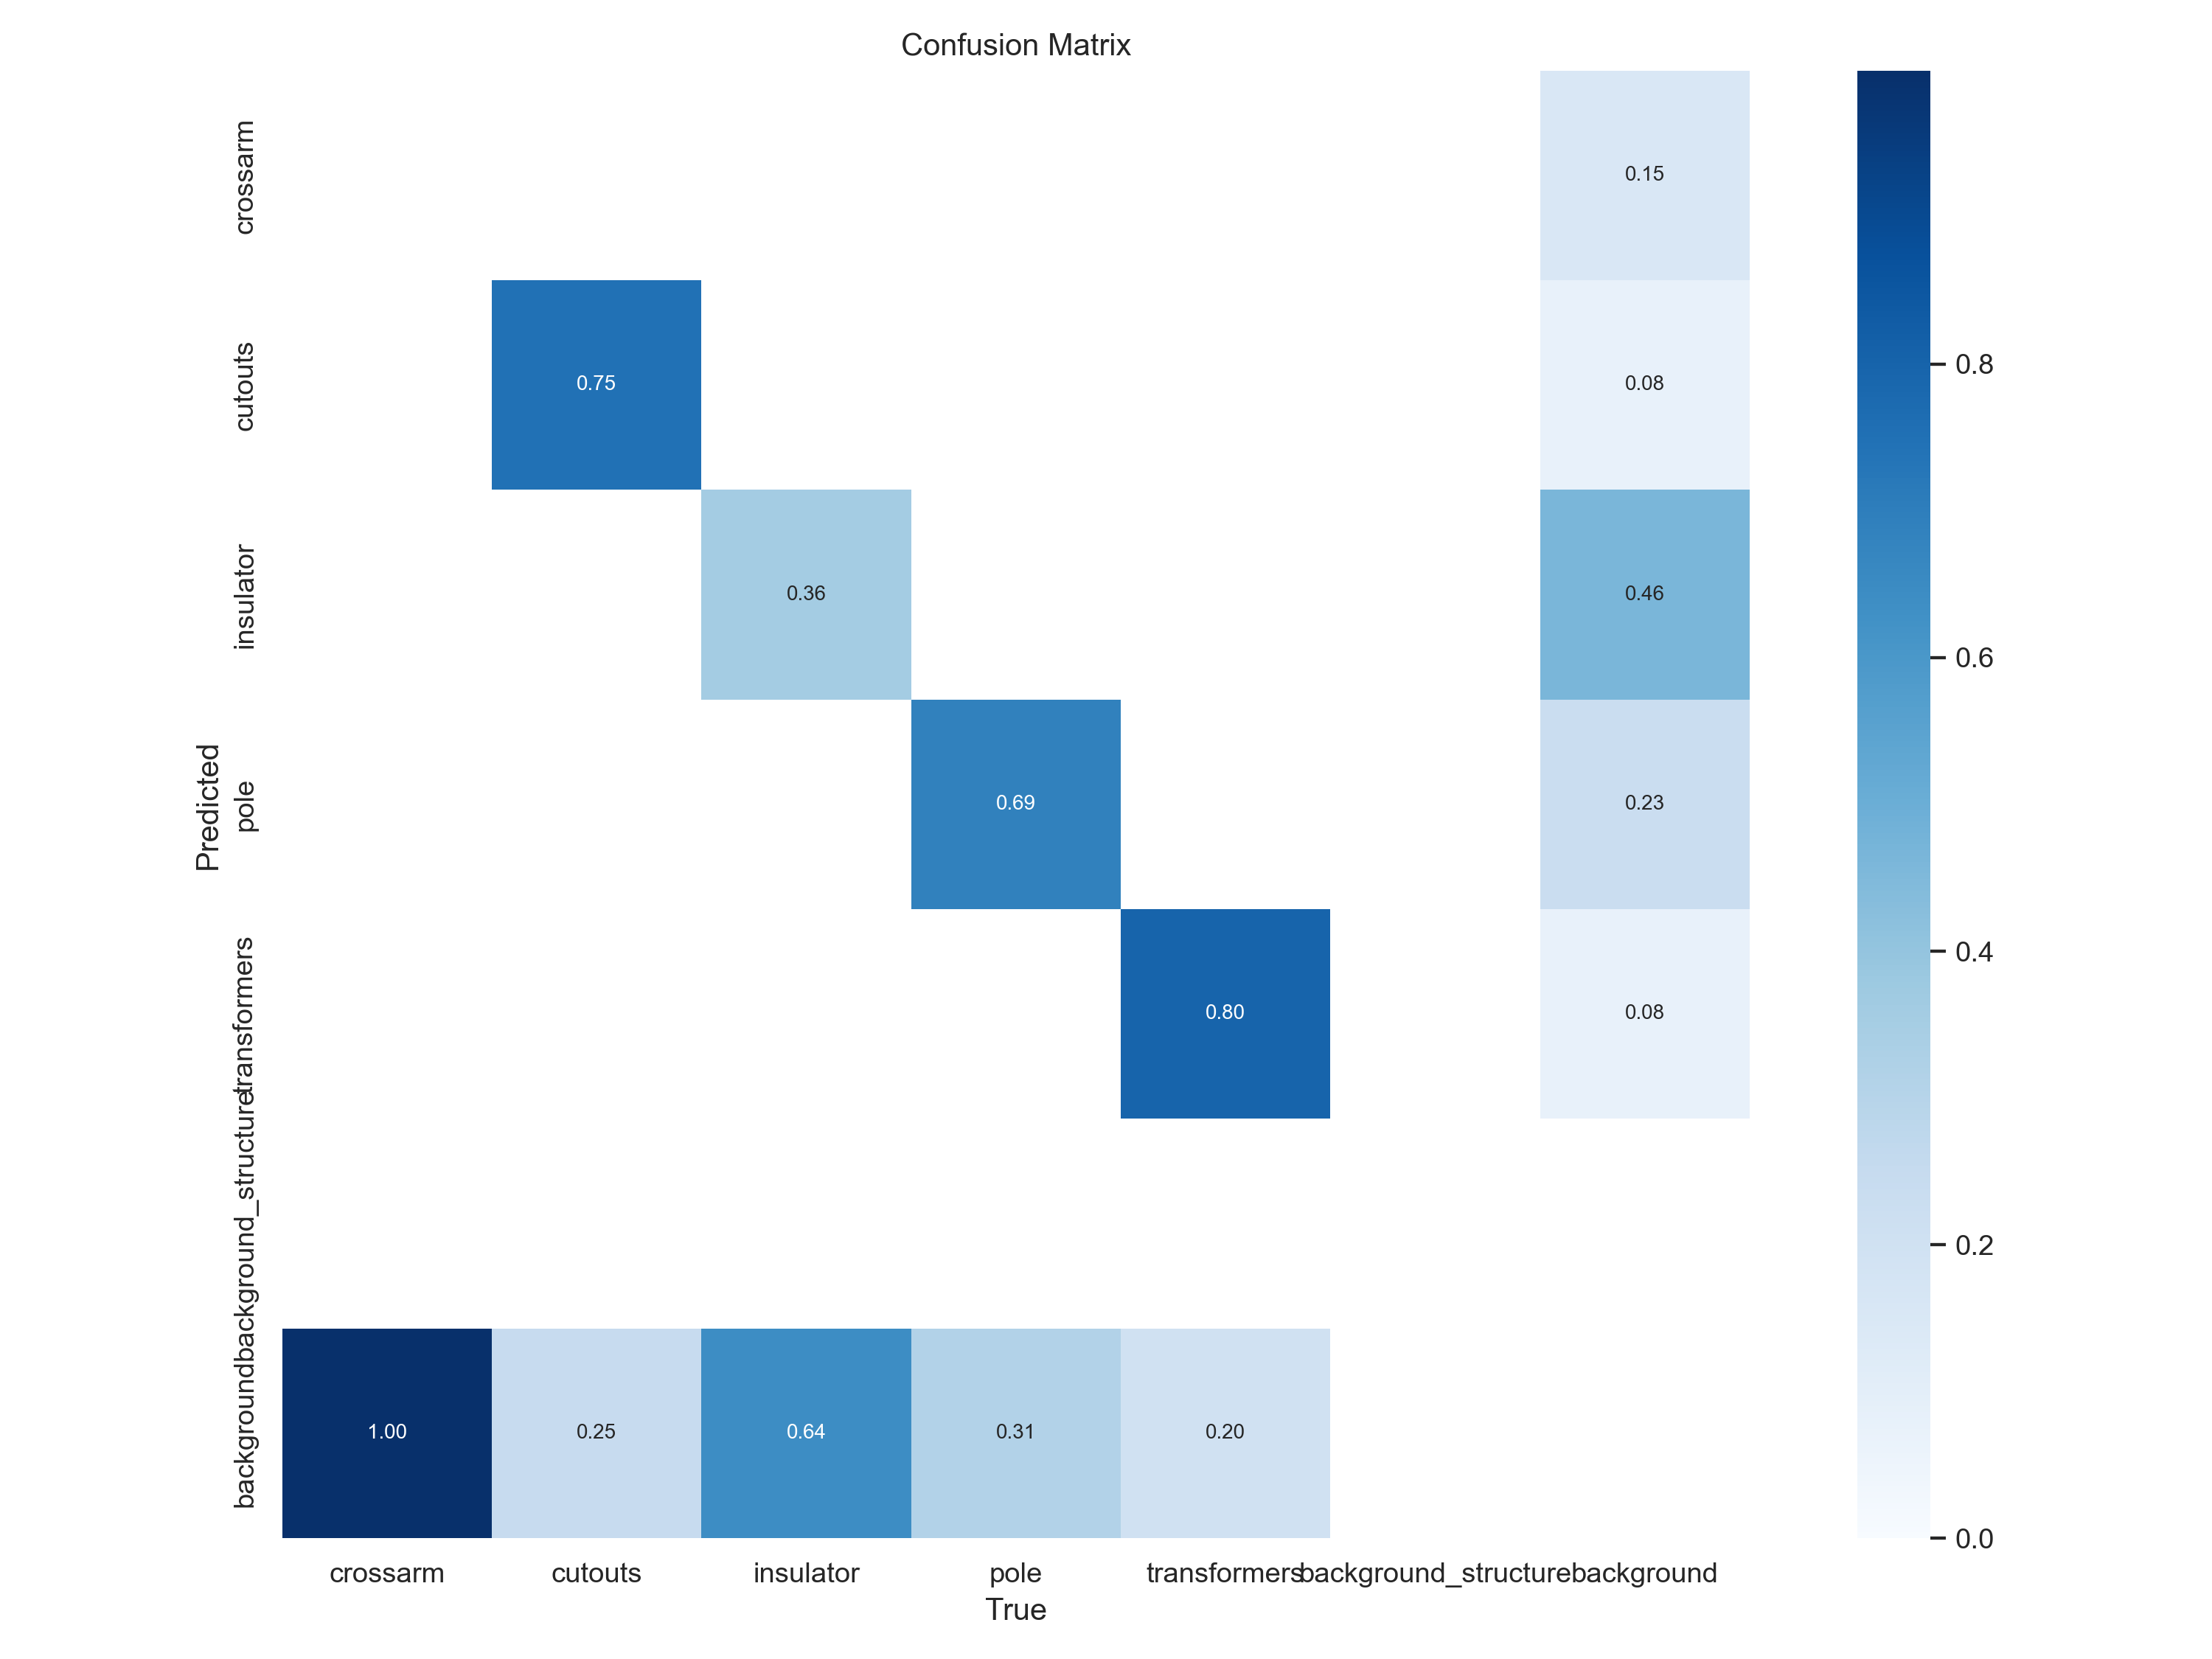 Confusion Matrix
crossarm
0.15
cutouts
0.75
0.08
0.8
insulator
0.36
0.46
0.6
Predicted
pole
0.69
0.23
0.4
transformers
0.80
0.08
background_structure
0.2
background
1.00
0.25
0.64
0.31
0.20
0.0
crossarm cutouts insulator pole transformers background_structure background
True